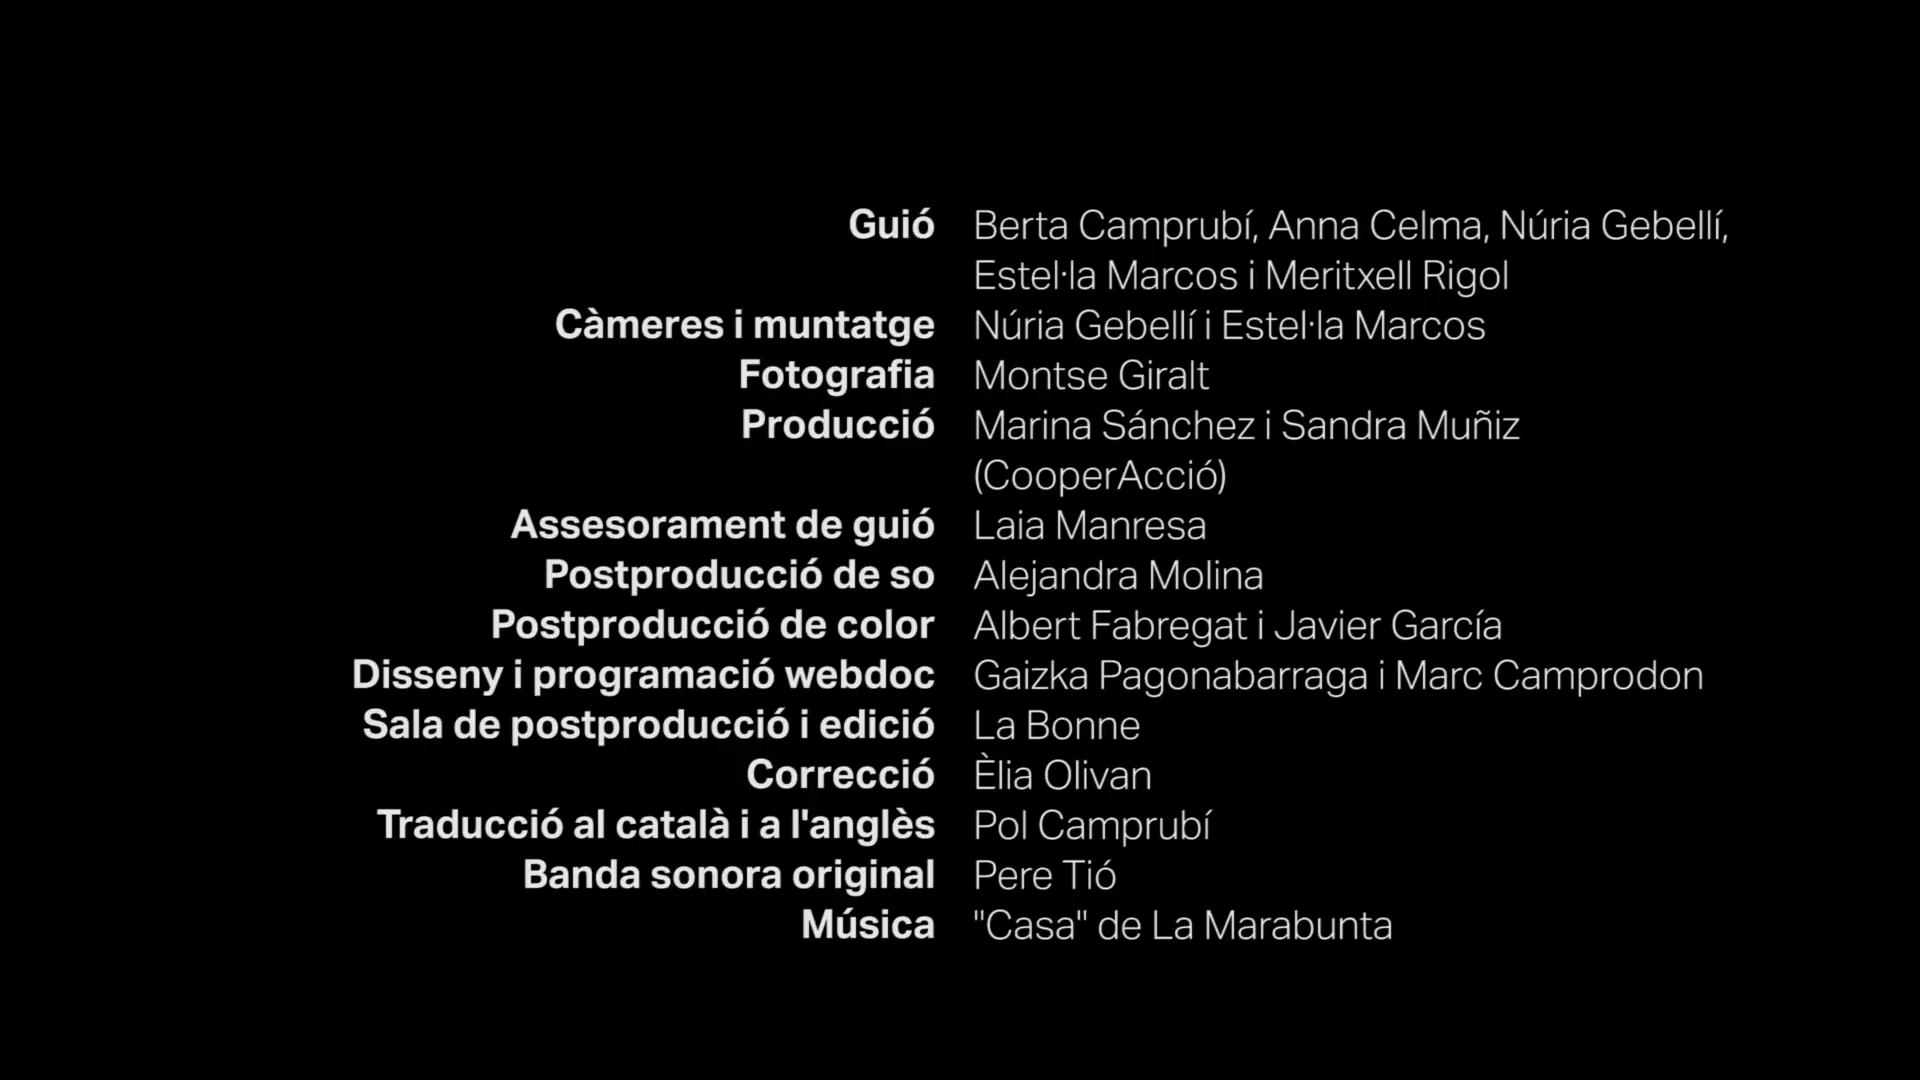 Guió Berta Camprubí, Anna Celma, Núria Gebellí,
Estel·la Marcos i Meritxell Rigol
Càmeres i muntatge Núria Gebellí i Estel·la Marcos
Fotografia Montse Giralt
Producció Marina Sánchez i Sandra Muñiz
(CooperAcció)
Assesorament de guió Laia Manresa
Postproducció de so Alejandra Molina
Postproducció de color Albert Fabregat i Javier García
Disseny i programació webdoc Gaizka Pagonabarraga i Marc Camprodon
Sala de postproducció i edició La Bonne
Correcció Èlia Olivan
Traducció al català i a l'anglès Pol Camprubí
Banda sonora original Pere Tió
Música "Casa" de La Marabunta